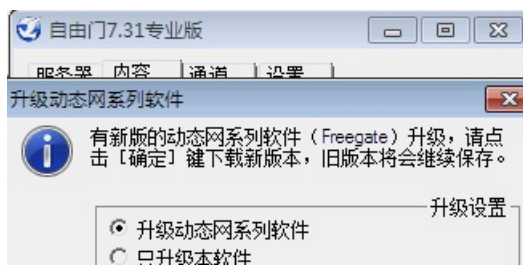 自由门7.31专业版
服务器 内容 通道 设置
升级动态网系列软件
有新版的动态网系列软件（Freegate）升级，请点
击［确定］键下载新版本，旧版本将会继续保存。
升级设置
升级动态网系列软件
只升级本软件